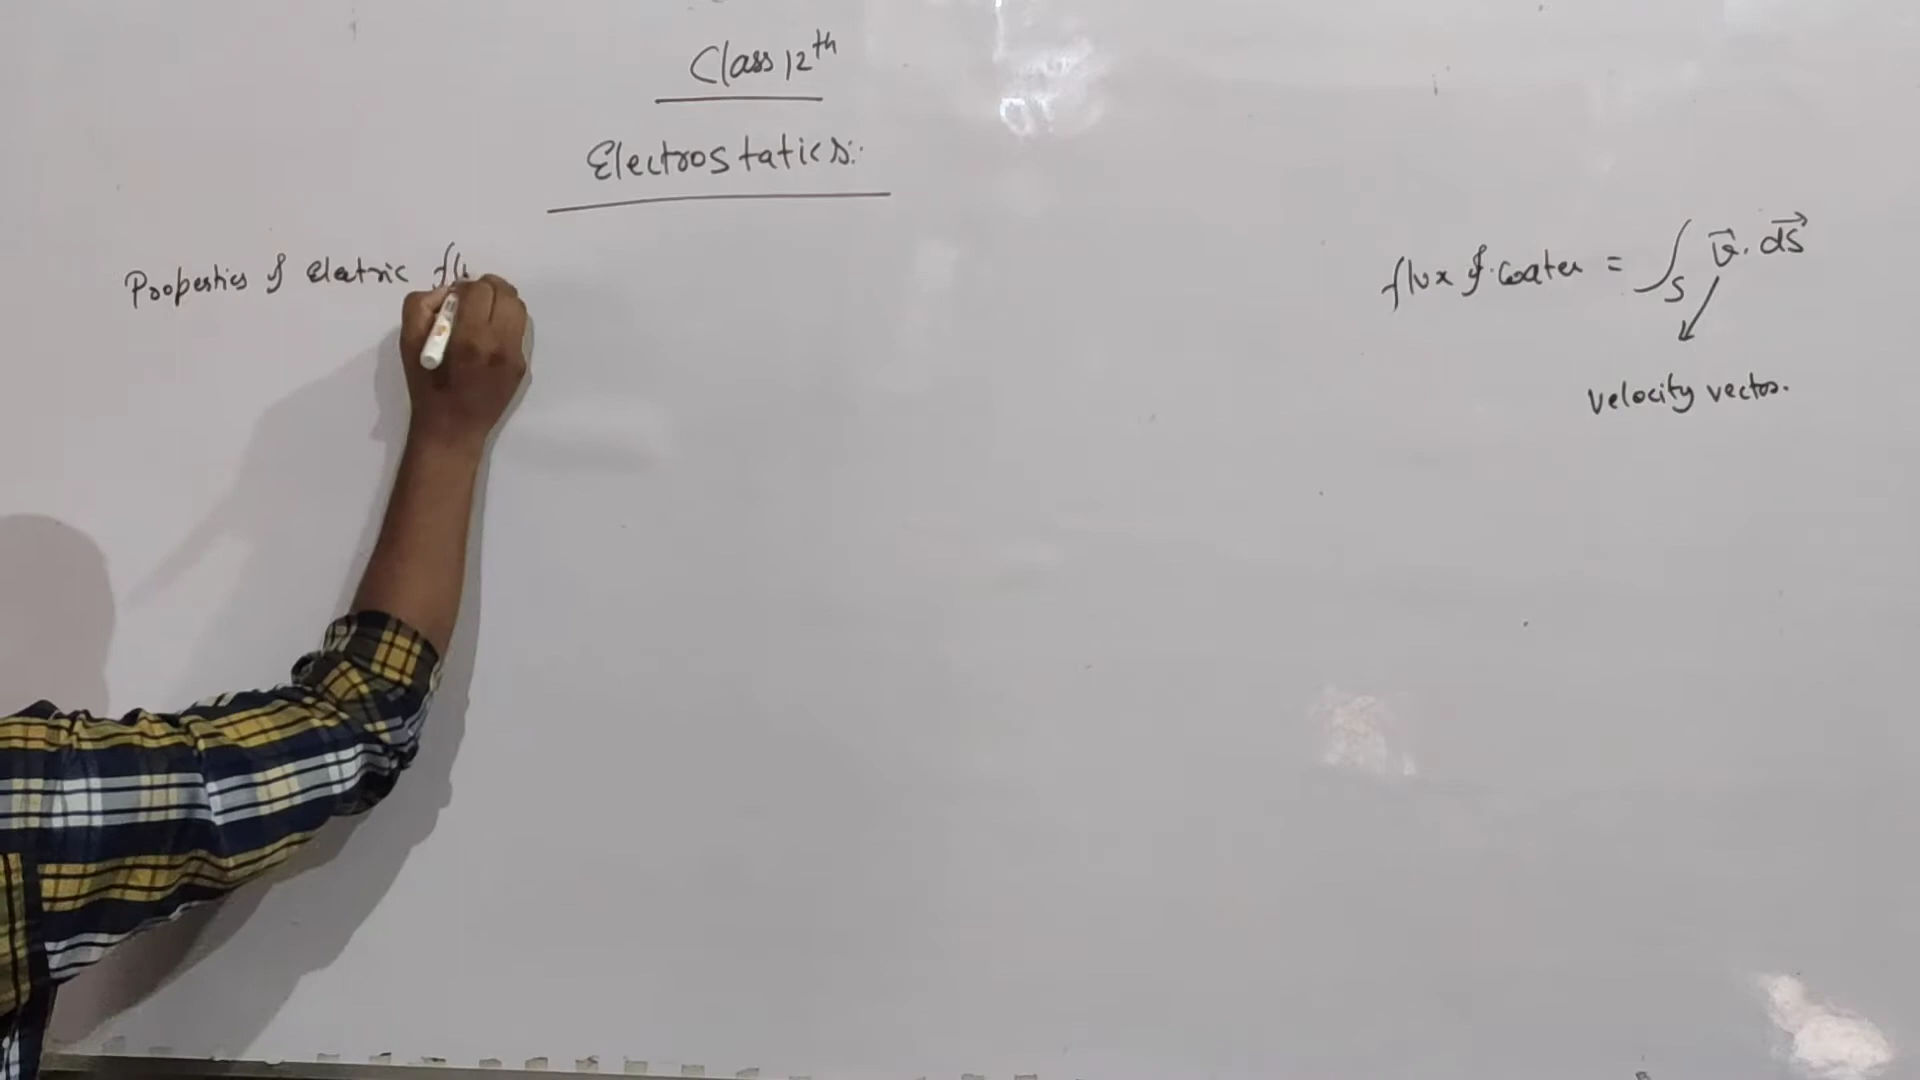 Class 12th
Electrostatics:
Properties of Electric flu
flux of water = ∫S v⃗. dS⃗
velocity vector.